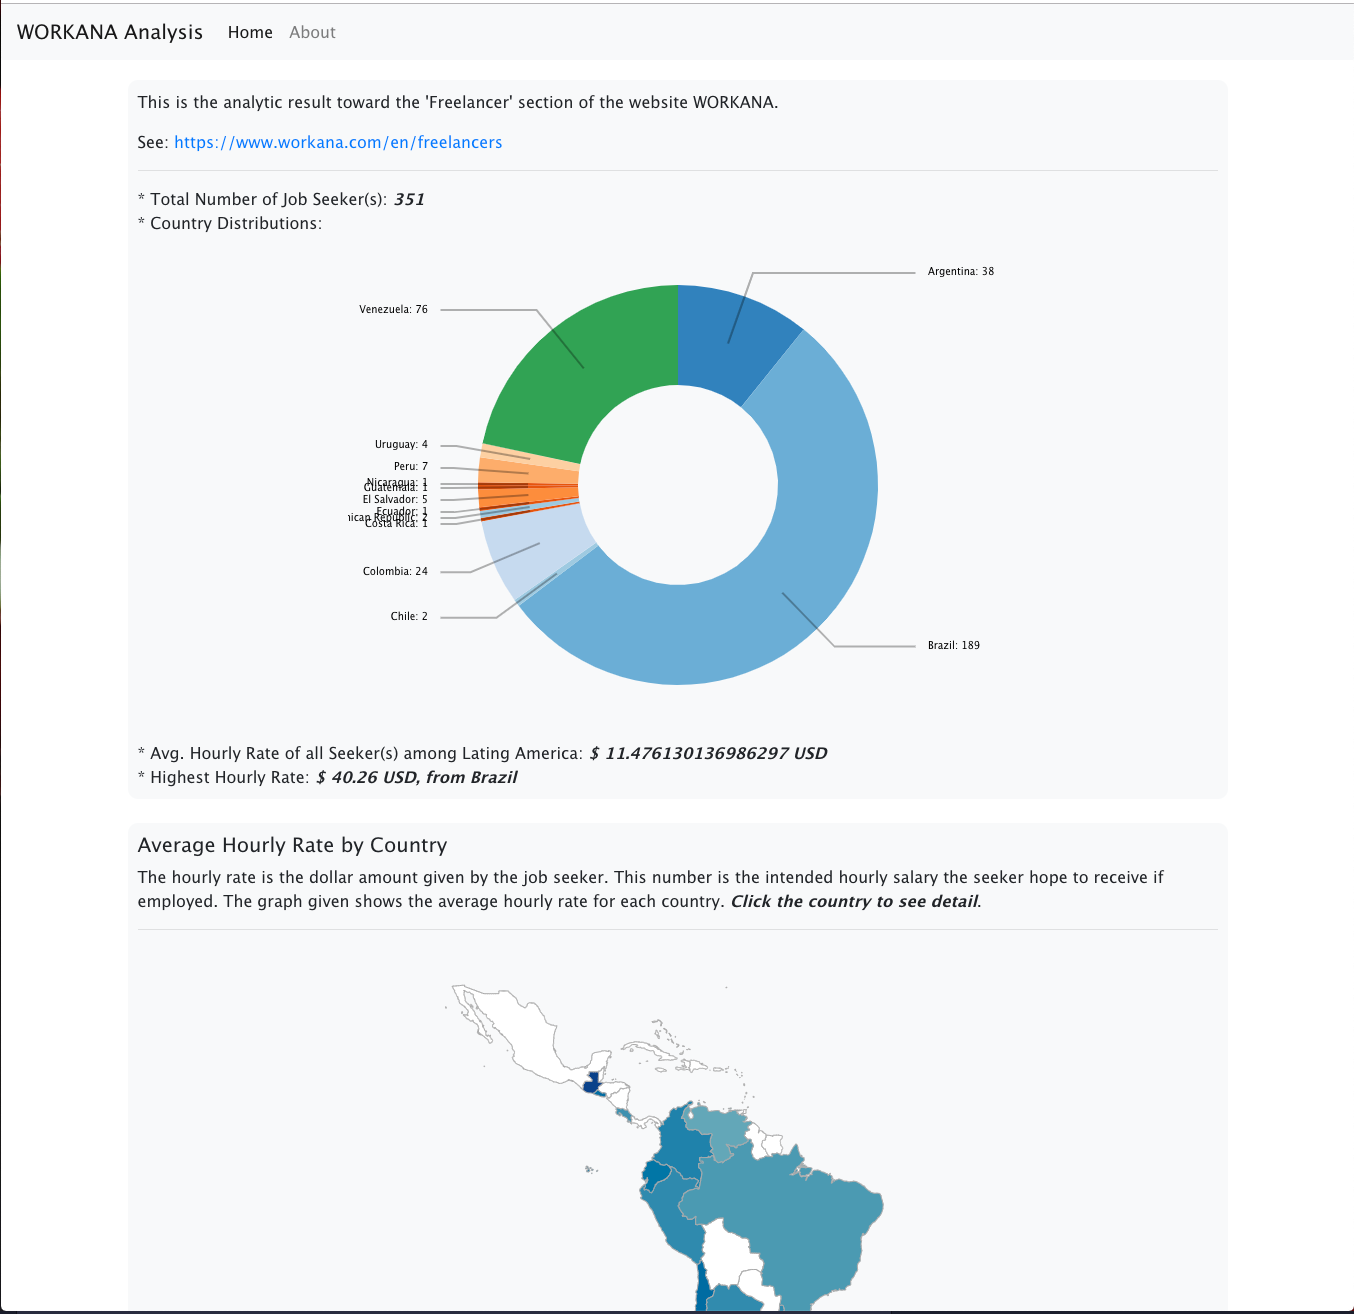 WORKANA Analysis Home About
This is the analytic result toward the 'Freelancer' section of the website WORKANA.
See: https://www.workana.com/en/freelancers
* Total Number of Job Seeker(s): 351
* Country Distributions:
Argentina: 38
Venezuela: 76
Uruguay: 4
Peru: 7
Nicaragua: 1
Guatemala: 1
El Salvador: 5
Ecuador: 1
ican Republic: 2
Costa Rica: 1
Colombia: 24
Chile: 2
Brazil: 189
* Avg. Hourly Rate of all Seeker(s) among Lating America: $ 11.476130136986297 USD
* Highest Hourly Rate: $ 40.26 USD, from Brazil
Average Hourly Rate by Country
The hourly rate is the dollar amount given by the job seeker. This number is the intended hourly salary the seeker hope to receive if
employed. The graph given shows the average hourly rate for each country. Click the country to see detail.